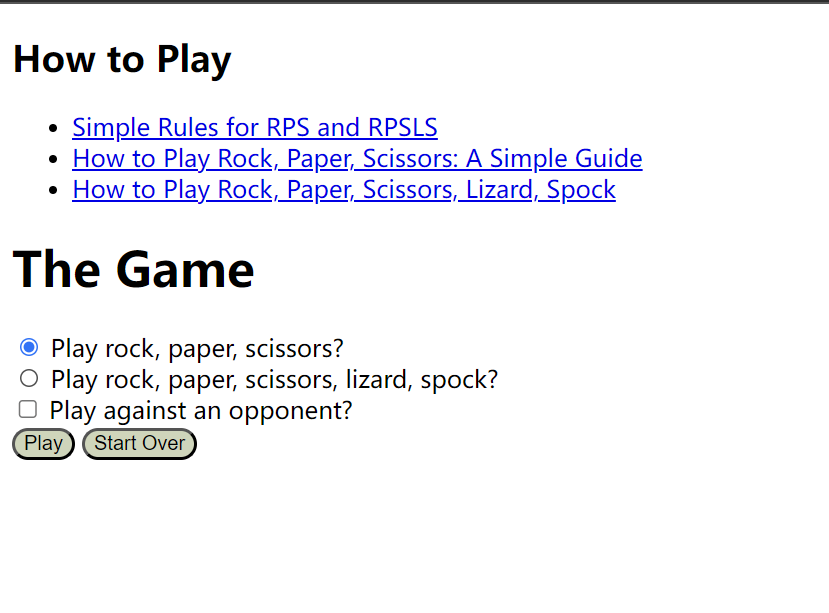 How to Play
Simple Rules for RPS and RPSLS
How to Play Rock, Paper, Scissors: A Simple Guide
How to Play Rock, Paper, Scissors, Lizard, Spock
The Game
Play rock, paper, scissors?
Play rock, paper, scissors, lizard, spock?
Play against an opponent?
Play Start Over